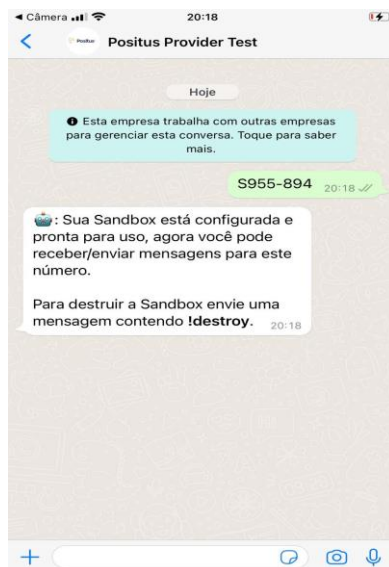 Câmera 20:18
Positus Positus Provider Test
Hoje
Esta empresa trabalha com outras empresas
para gerenciar esta conversa. Toque para saber
mais.
S955-894 20:18
: Sua Sandbox está configurada e
pronta para uso, agora você pode
receber/enviar mensagens para este
número.
Para destruir a Sandbox envie uma
mensagem contendo !destroy. 20:18